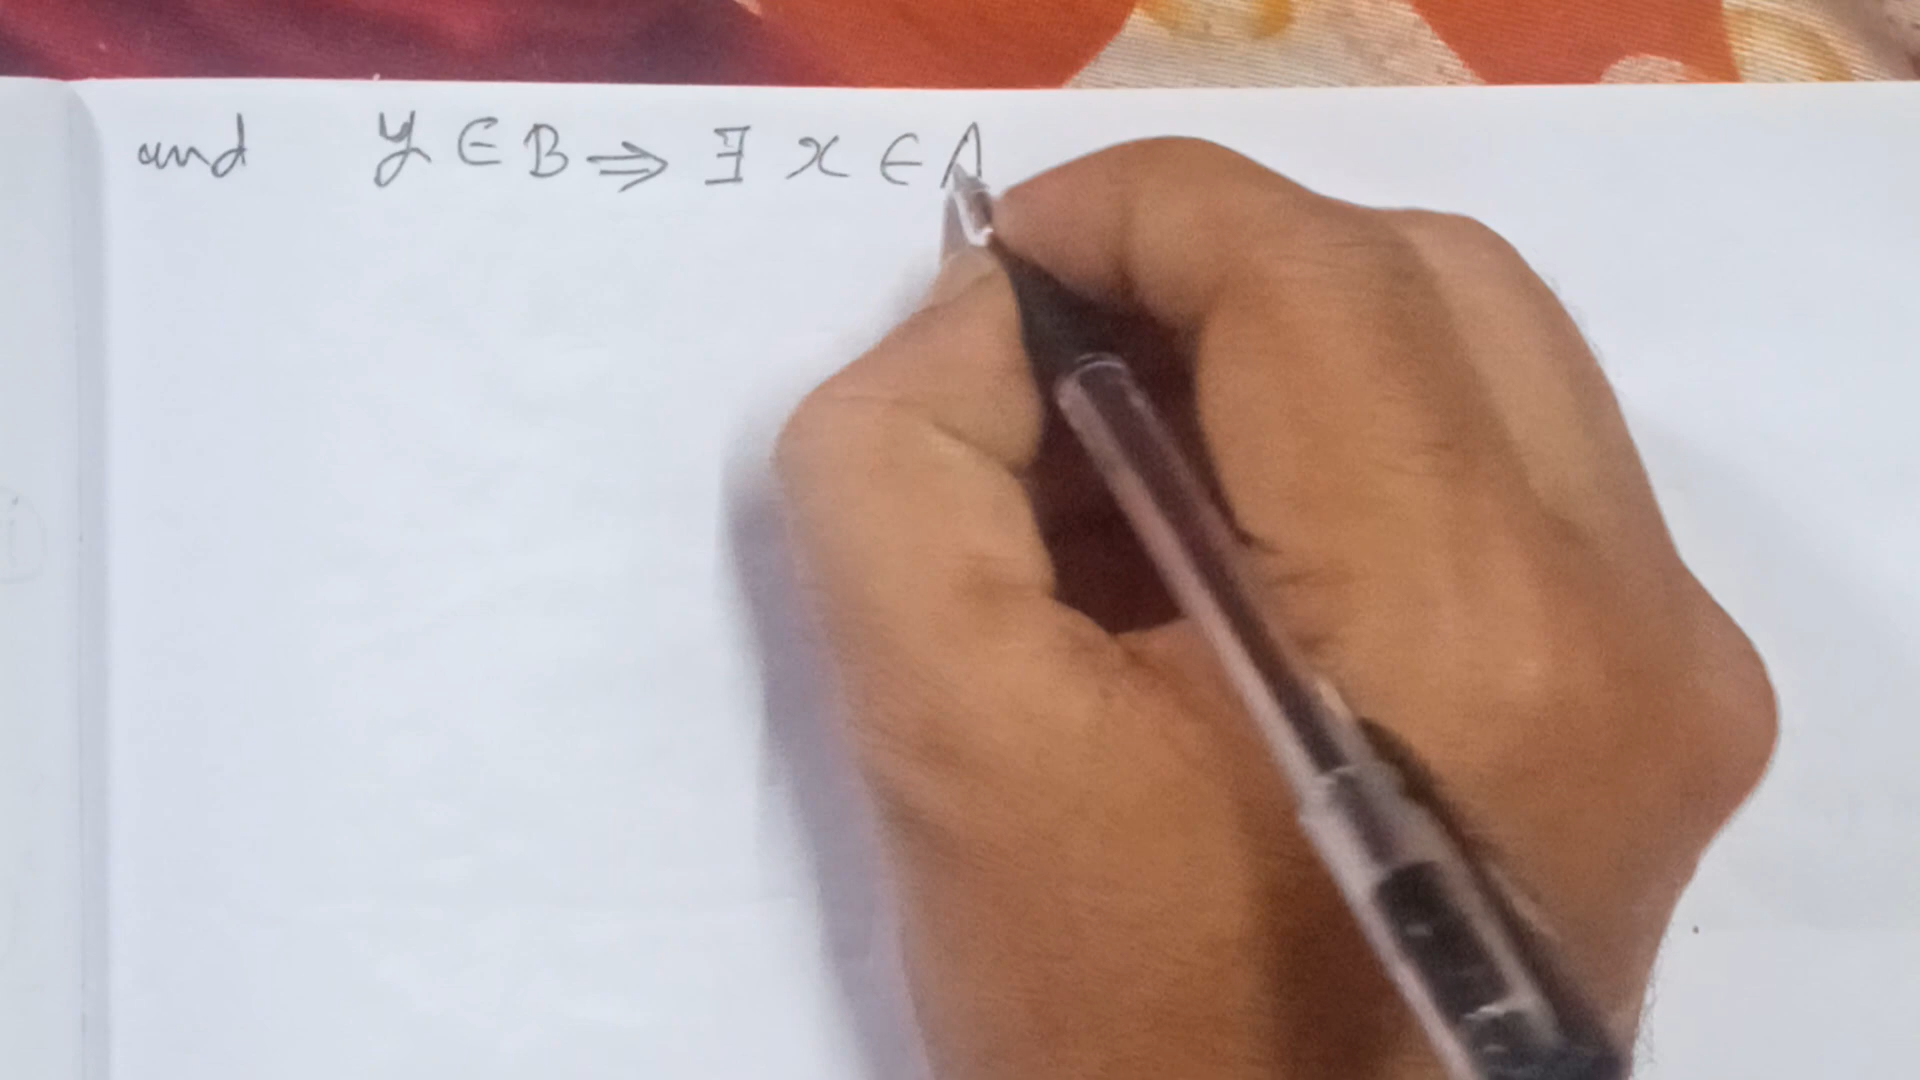 and y ∈ B ⇒ ∃ x ∈ A